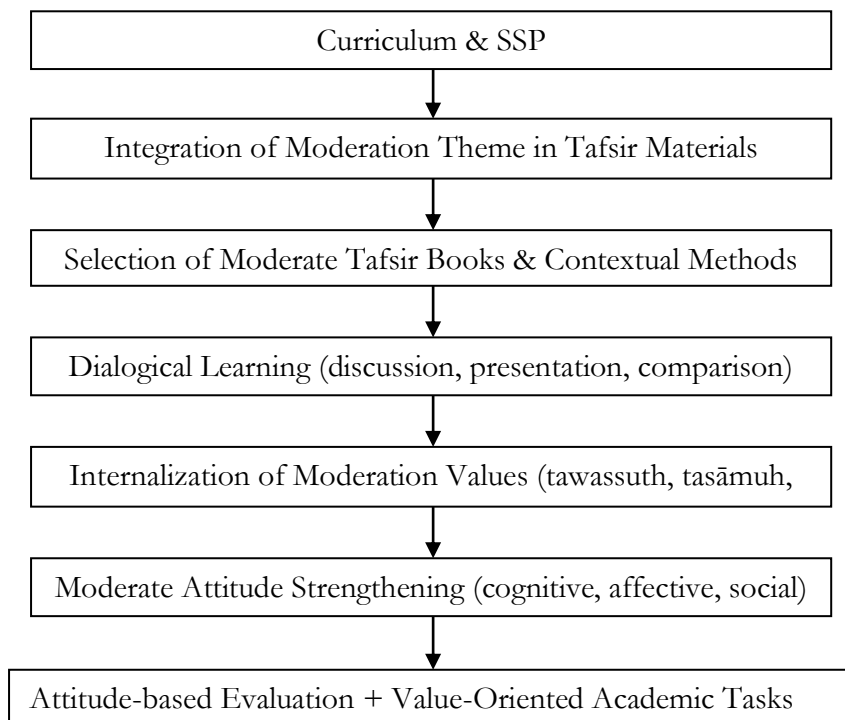 Curriculum & SSP
Integration of Moderation Theme in Tafsir Materials
Selection of Moderate Tafsir Books & Contextual Methods
Dialogical Learning (discussion, presentation, comparison)
Internalization of Moderation Values (tawassuth, tasāmuh,
Moderate Attitude Strengthening (cognitive, affective, social)
Attitude-based Evaluation + Value-Oriented Academic Tasks